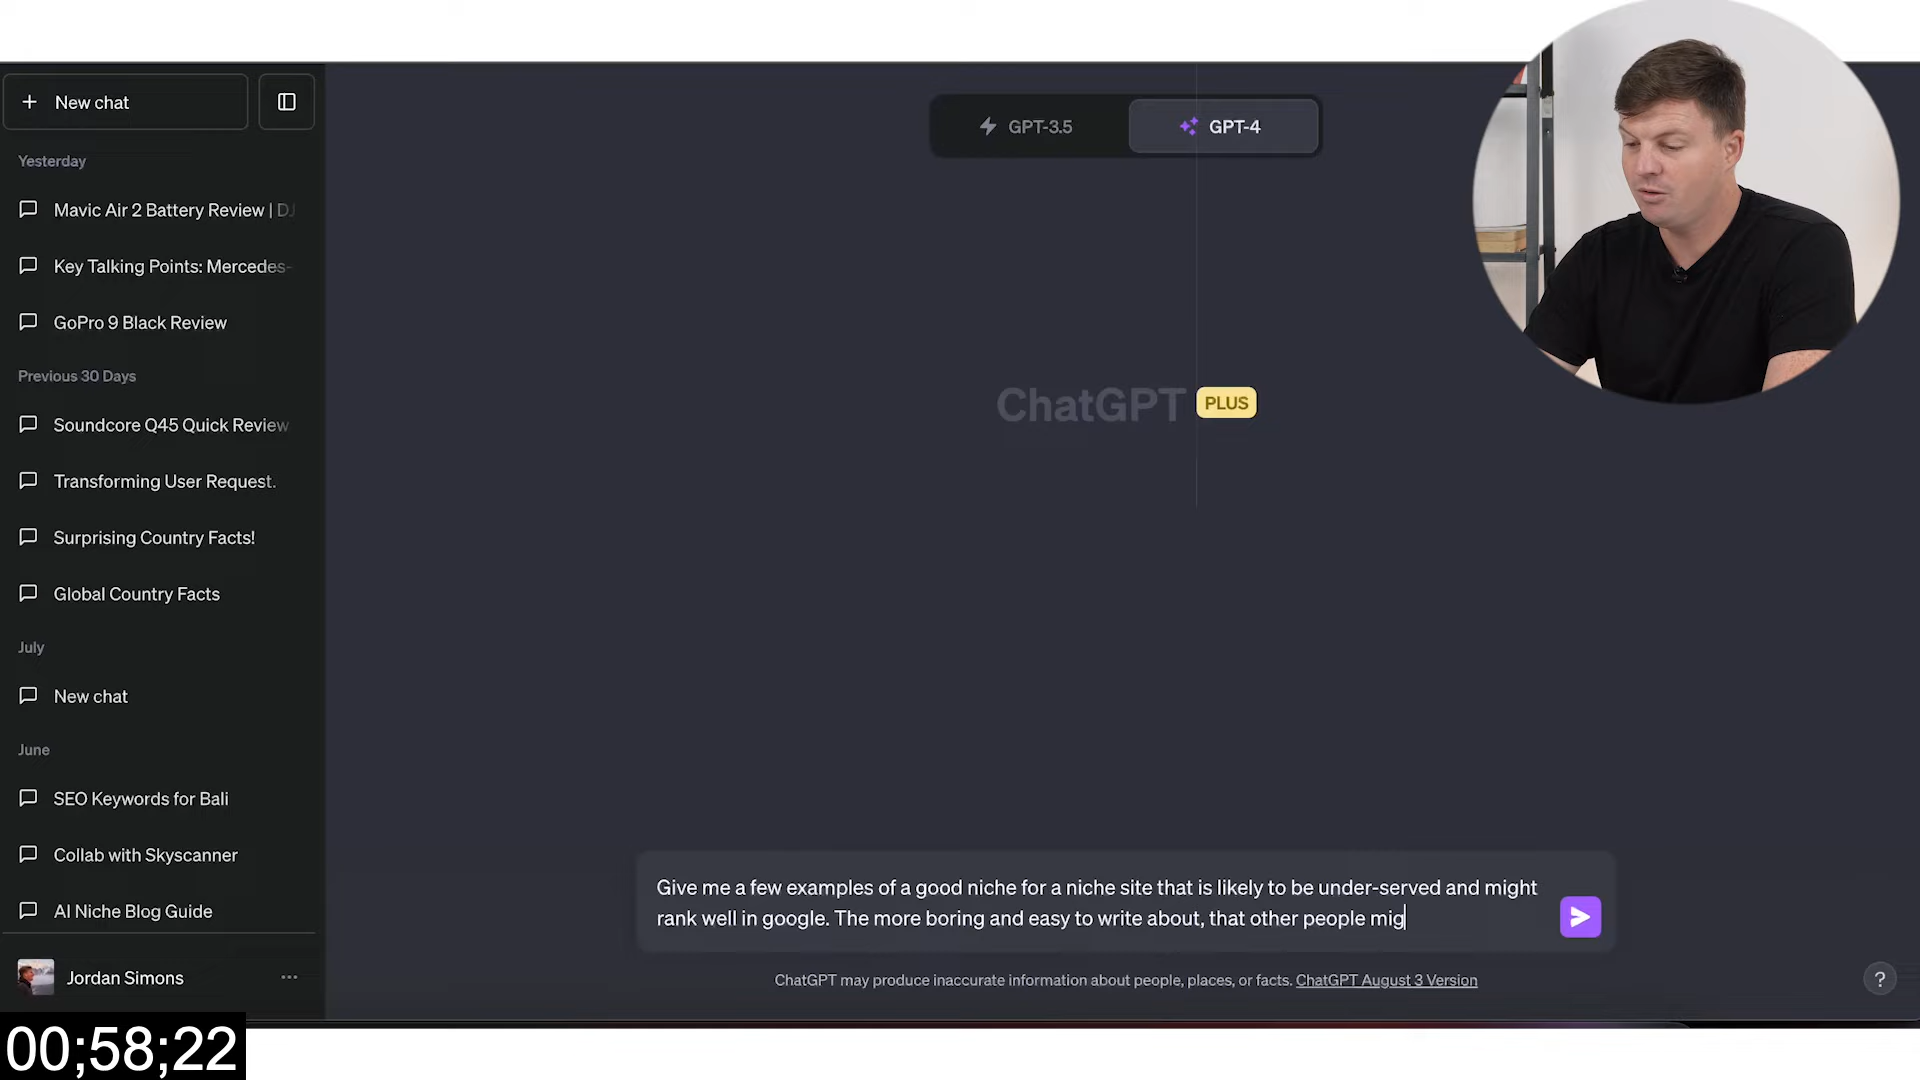 New chat
Yesterday
Mavic Air 2 Battery Review | DJ
Key Talking Points: Mercedes-
GoPro 9 Black Review
Previous 30 Days
Soundcore Q45 Quick Review
Transforming User Request.
Surprising Country Facts!
Global Country Facts
July
New chat
June
SEO Keywords for Bali
Collab with Skyscanner
AI Niche Blog Guide
Jordan Simons
00;58;22
GPT-3.5
GPT-4
ChatGPT PLUS
Give me a few examples of a good niche for a niche site that is likely to be under-served and might
rank well in google. The more boring and easy to write about, that other people mig
ChatGPT may produce inaccurate information about people, places, or facts. ChatGPT August 3 Version
?